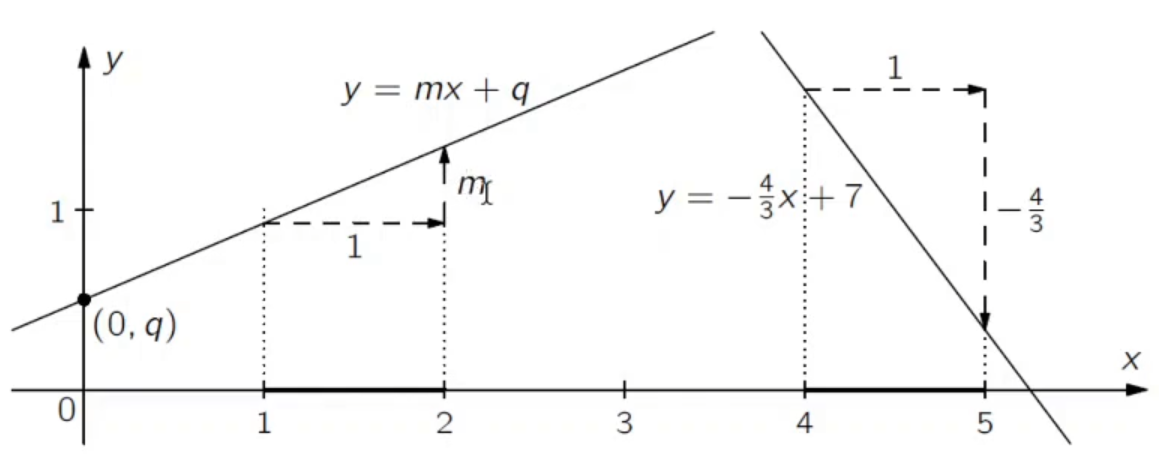 y
y = mx + q
1
m
y = −4/3x + 7
1
−4/3
1
(0, q)
x
0
1
2
3
4
5